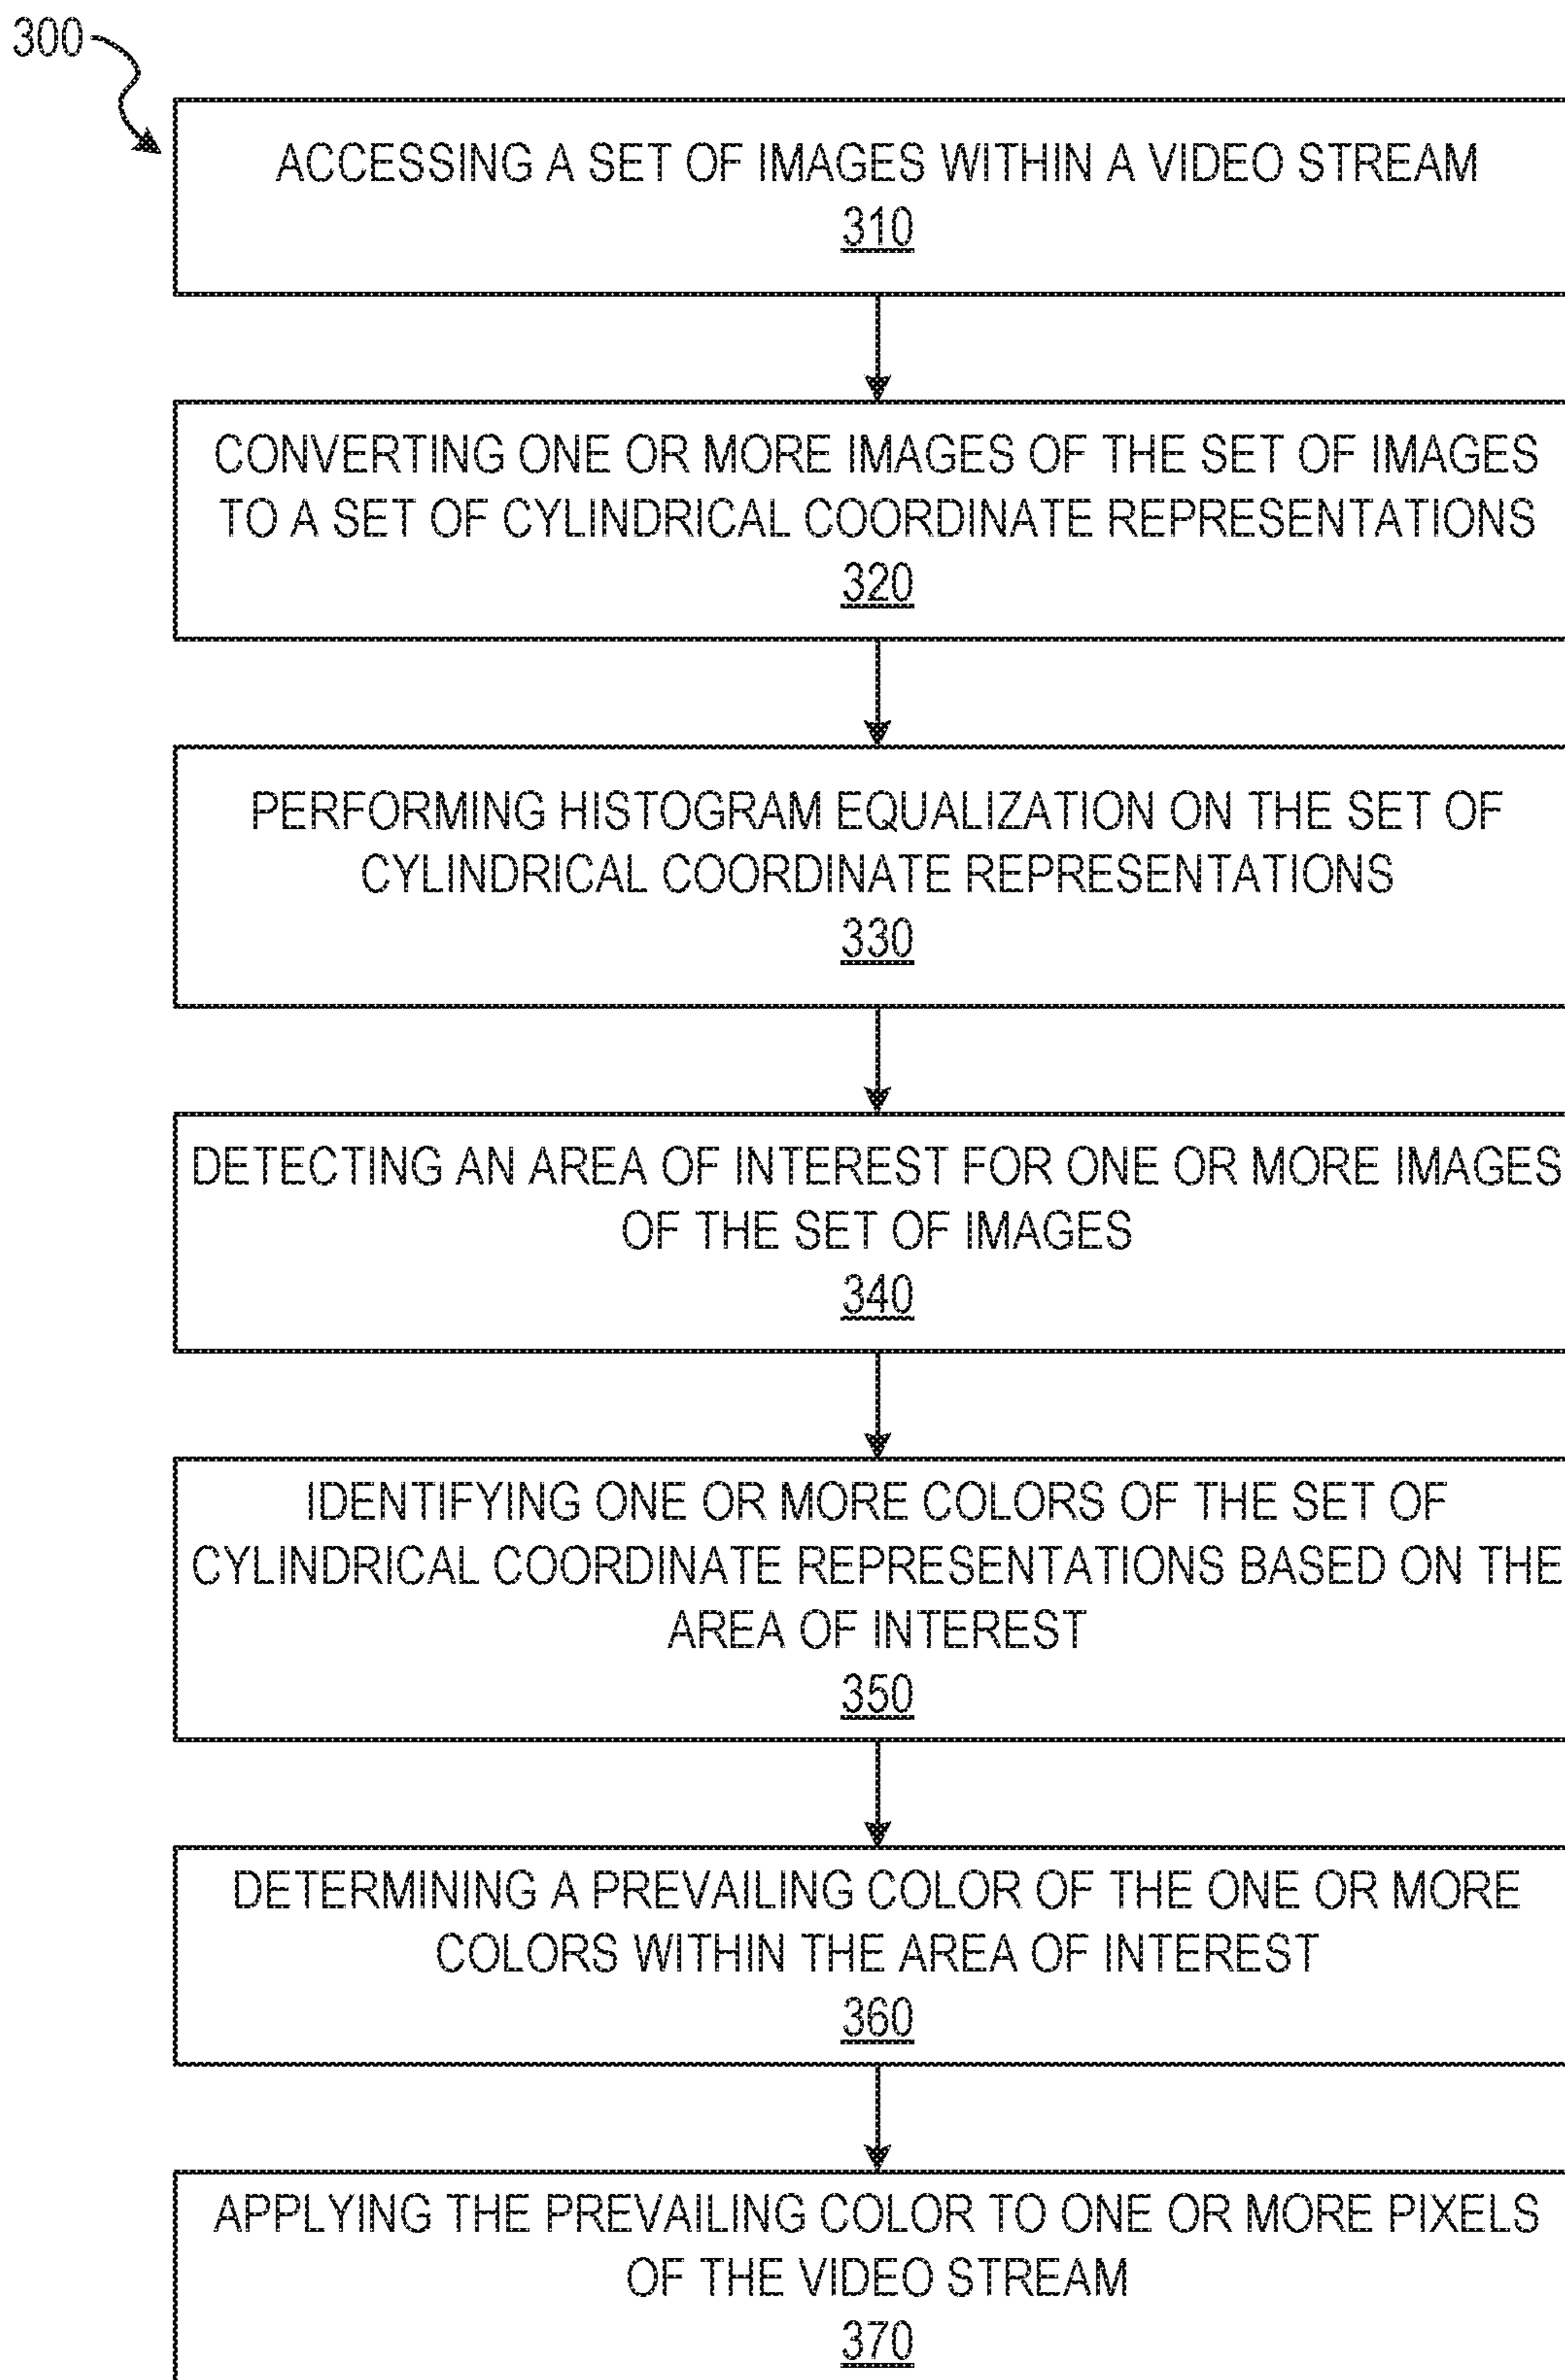 300
ACCESSING A SET OF IMAGES WITHIN A VIDEO STREAM
310
CONVERTING ONE OR MORE IMAGES OF THE SET OF IMAGES
TO A SET OF CYLINDRICAL COORDINATE REPRESENTATIONS
320
PERFORMING HISTOGRAM EQUALIZATION ON THE SET OF
CYLINDRICAL COORDINATE REPRESENTATIONS
330
DETECTING AN AREA OF INTEREST FOR ONE OR MORE IMAGES
OF THE SET OF IMAGES
340
IDENTIFYING ONE OR MORE COLORS OF THE SET OF
CYLINDRICAL COORDINATE REPRESENTATIONS BASED ON THE
AREA OF INTEREST
350
DETERMINING A PREVAILING COLOR OF THE ONE OR MORE
COLORS WITHIN THE AREA OF INTEREST
360
APPLYING THE PREVAILING COLOR TO ONE OR MORE PIXELS
OF THE VIDEO STREAM
370